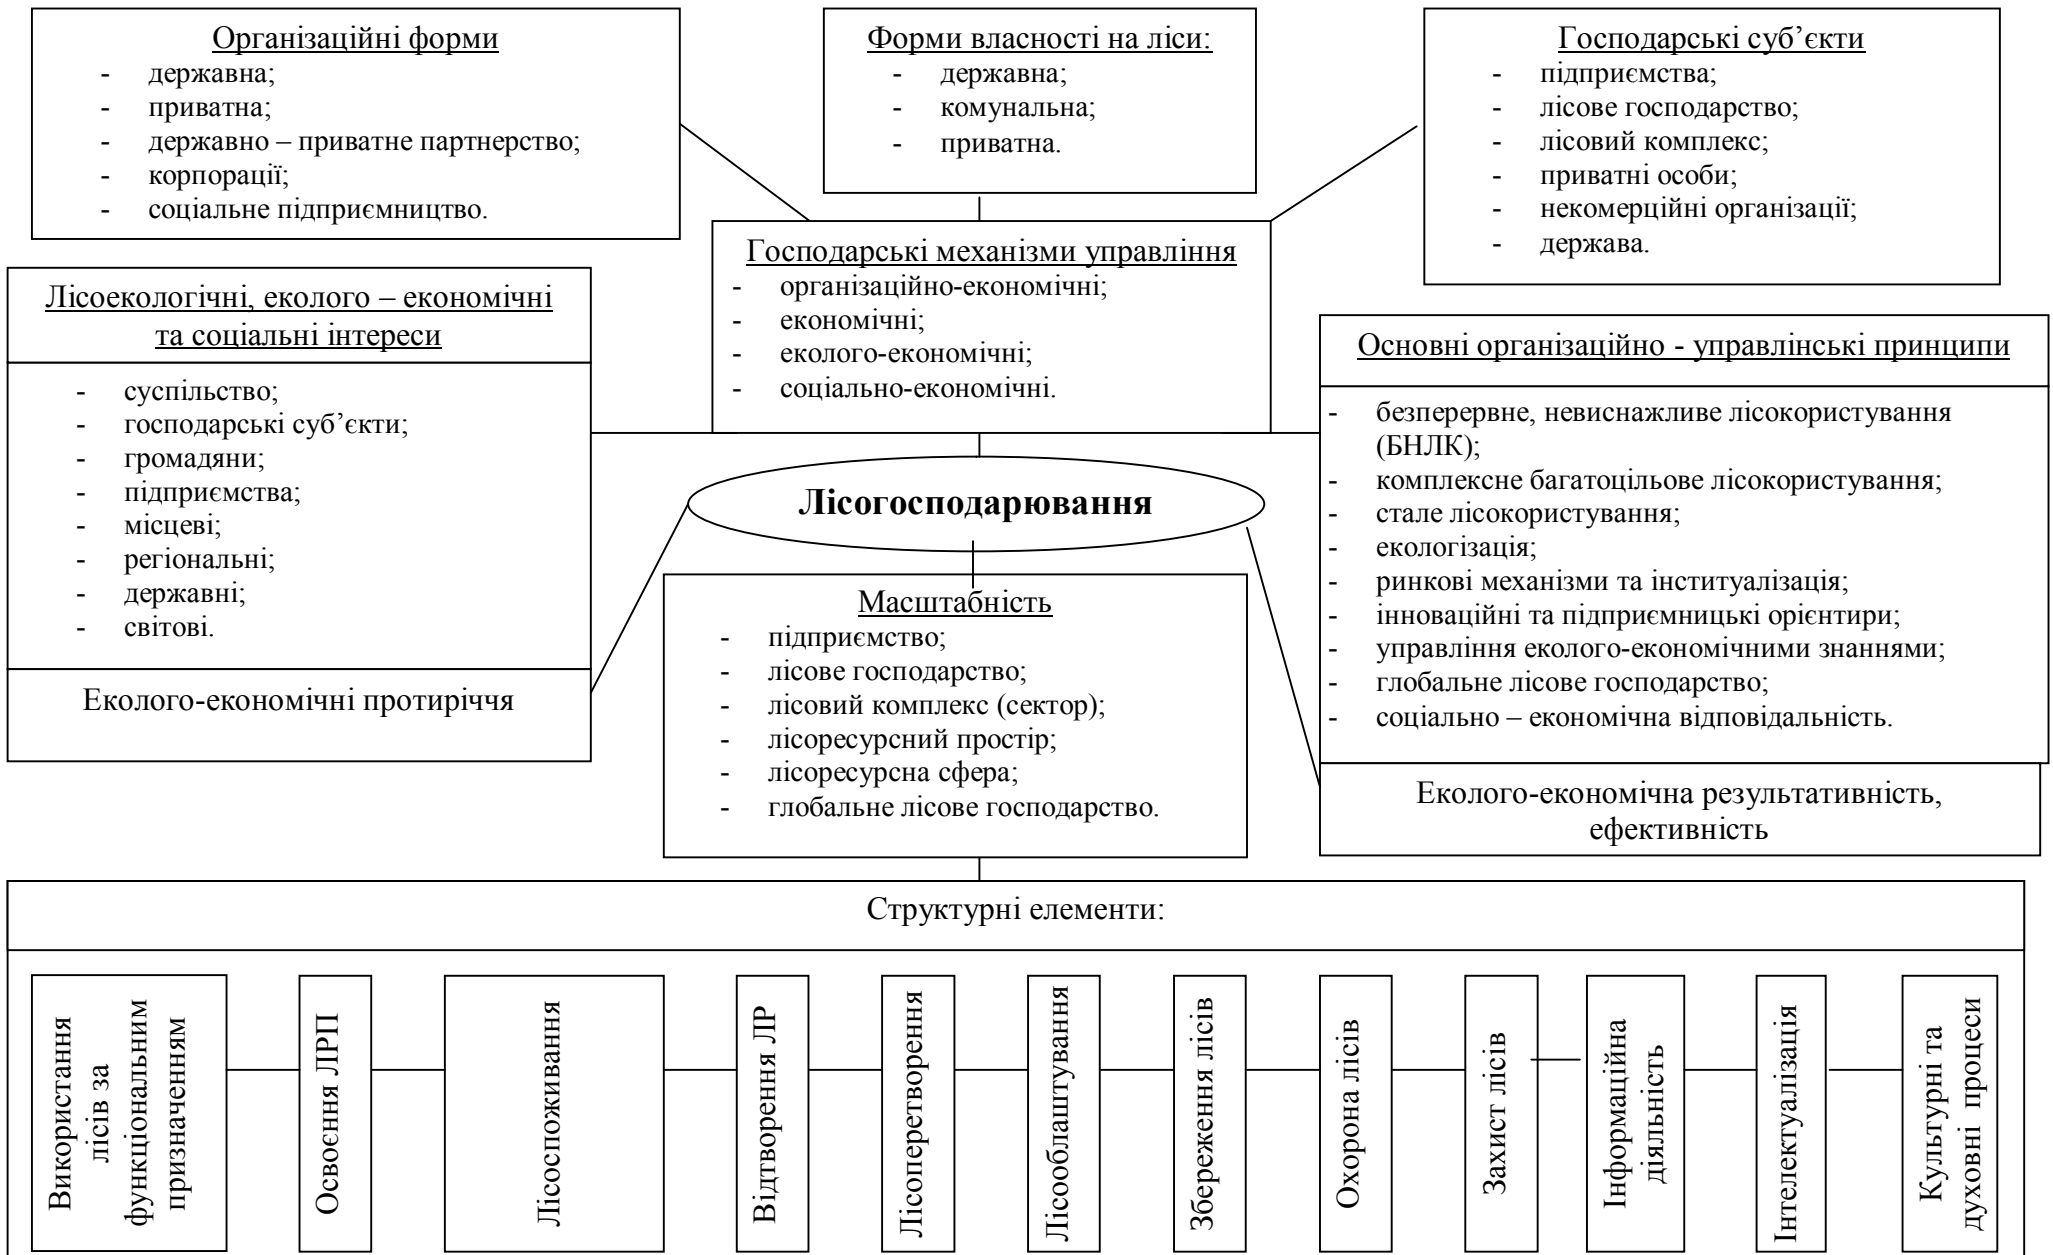 Організаційні форми
- державна;
- приватна;
- державно – приватне партнерство;
- корпорації;
- соціальне підприємництво.
Форми власності на ліси:
- державна;
- комунальна;
- приватна.
Господарські суб’єкти
- підприємства;
- лісове господарство;
- лісовий комплекс;
- приватні особи;
- некомерційні організації;
- держава.
Господарські механізми управління
- організаційно-економічні;
- економічні;
- еколого-економічні;
- соціально-економічні.
Лісоекологічні, еколого – економічні
та соціальні інтереси
- суспільство;
- господарські суб’єкти;
- громадяни;
- підприємства;
- місцеві;
- регіональні;
- державні;
- світові.
Еколого-економічні протиріччя
Лісогосподарювання
Основні організаційно - управлінські принципи
- безперервне, невиснажливе лісокористування
(БНЛК);
- комплексне багатоцільове лісокористування;
- стале лісокористування;
- екологізація;
- ринкові механізми та інституалізація;
- інноваційні та підприємницькі орієнтири;
- управління еколого-економічними знаннями;
- глобальне лісове господарство;
- соціально – економічна відповідальність.
Еколого-економічна результативність,
ефективність
Масштабність
- підприємство;
- лісове господарство;
- лісовий комплекс (сектор);
- лісоресурсний простір;
- лісоресурсна сфера;
- глобальне лісове господарство.
Структурні елементи:
Використання
лісів за
функціональним
призначенням
Освоєння ЛРП
Лісоспоживання
Відтворення ЛР
Лісоперетворення
Лісооблаштування
Збереження лісів
Охорона лісів
Захист лісів
Інформаційна
діяльність
Інтелектуалізація
Культурні та
духовні процеси